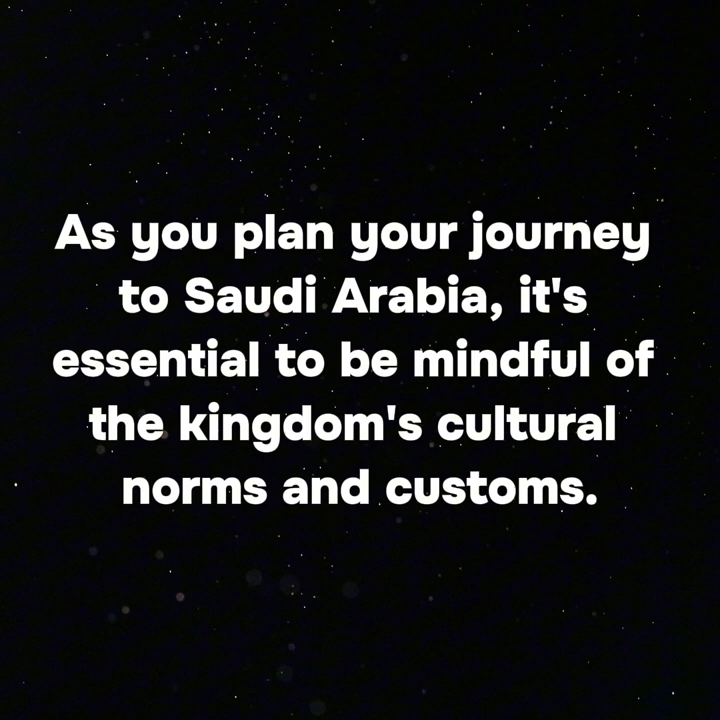 As you plan your journey
to Saudi Arabia, it's
essential to be mindful of
the kingdom's cultural
norms and customs.